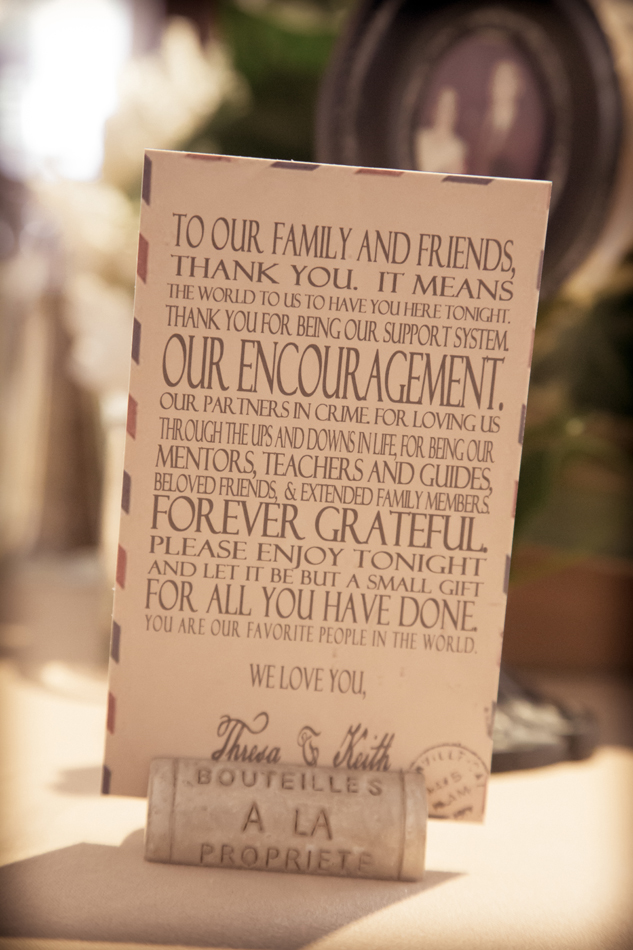 TO OUR FAMILY AND FRIENDS,
THANK YOU. IT MEANS
THE WORLD TO US TO HAVE YOU HERE TONIGHT.
THANK YOU FOR BEING OUR SUPPORT SYSTEM.
OUR ENCOURAGEMENT.
OUR PARTNERS IN CRIME. FOR LOVING US
THROUGH THE UPS AND DOWNS IN LIFE, FOR BEING OUR
MENTORS, TEACHERS AND GUIDES,
BELOVED FRIENDS, & EXTENDED FAMILY MEMBERS.
FOREVER GRATEFUL.
PLEASE ENJOY TONIGHT
AND LET IT BE BUT A SMALL GIFT
FOR ALL YOU HAVE DONE.
YOU ARE OUR FAVORITE PEOPLE IN THE WORLD.
WE LOVE YOU,
Thresa & Keith
BOUTEILLES
A LA
PROPRIETE